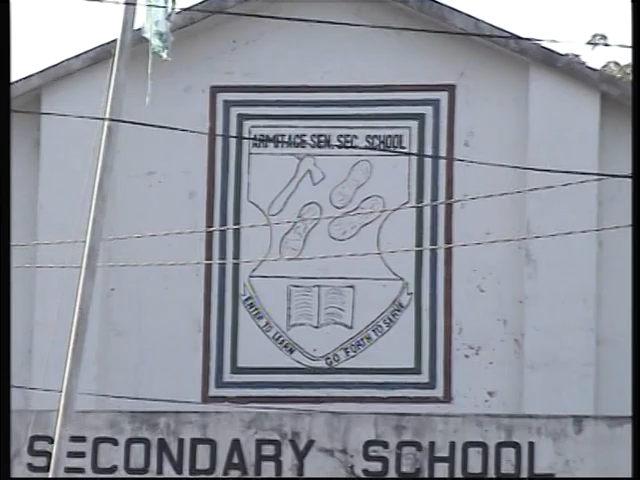 ARMITAGE SEN. SEC. SCHOOL
ENTER TO LEARN
GO FORTH TO SERVE
SECONDARY SCHOOL